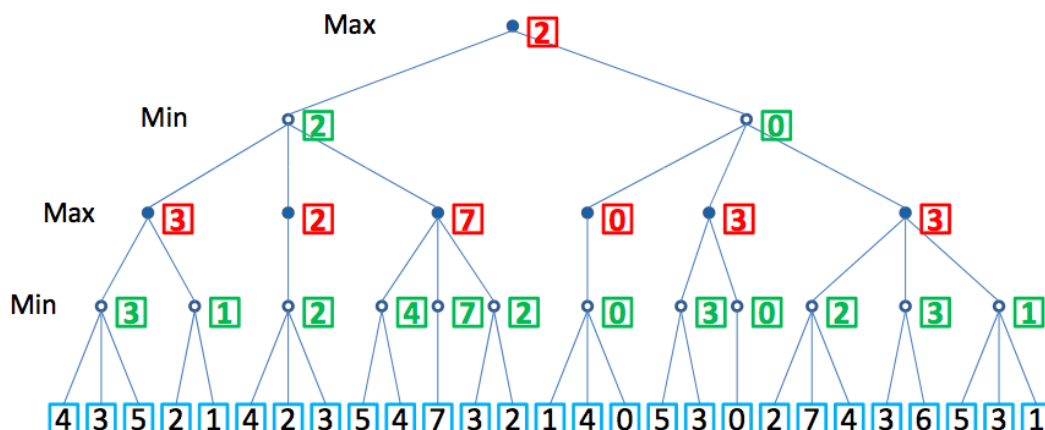 Max 2
Min 2 0
Max 3 2 7 0 3 3
Min 3 1 2 4 7 2 0 3 0 2 3 1
4 3 5 2 1 4 2 3 5 4 7 3 2 1 4 0 5 3 0 2 7 4 3 6 5 3 1